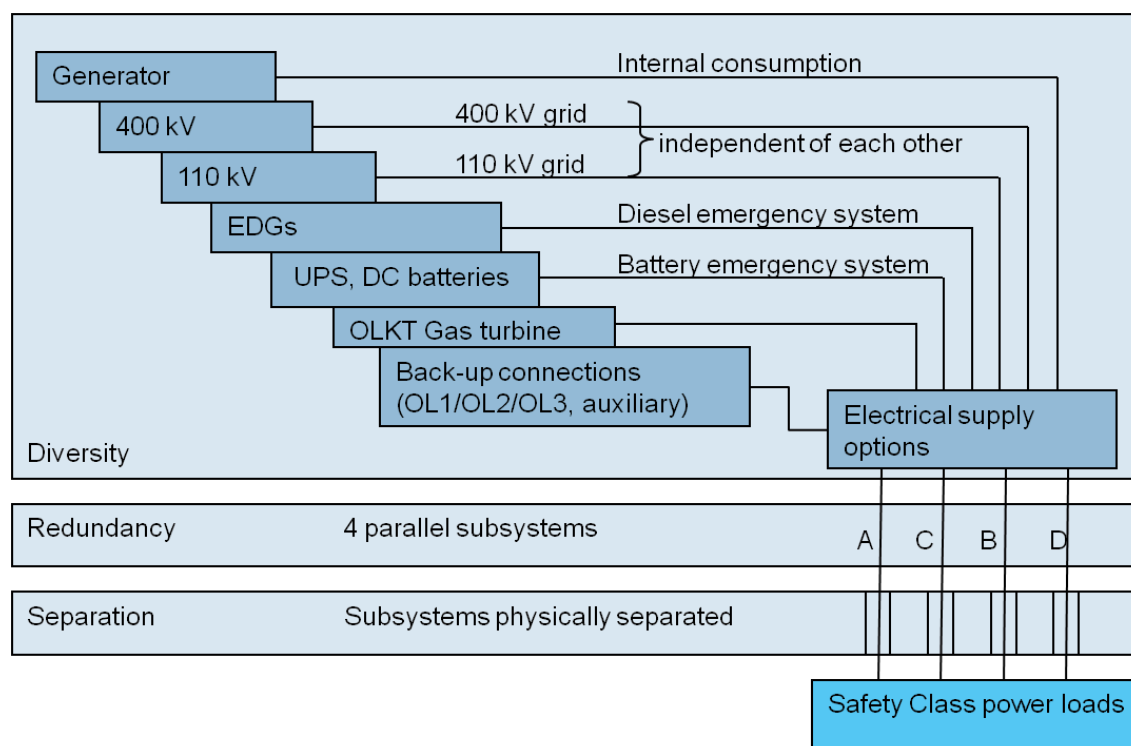 Generator
Internal consumption
400 kV
400 kV grid
independent of each other
110 kV
110 kV grid
EDGs
Diesel emergency system
UPS, DC batteries
Battery emergency system
OLKT Gas turbine
Back-up connections
(OL1/OL2/OL3, auxiliary)
Electrical supply
options
Diversity
Redundancy
4 parallel subsystems
A
C
B
D
Separation
Subsystems physically separated
Safety Class power loads